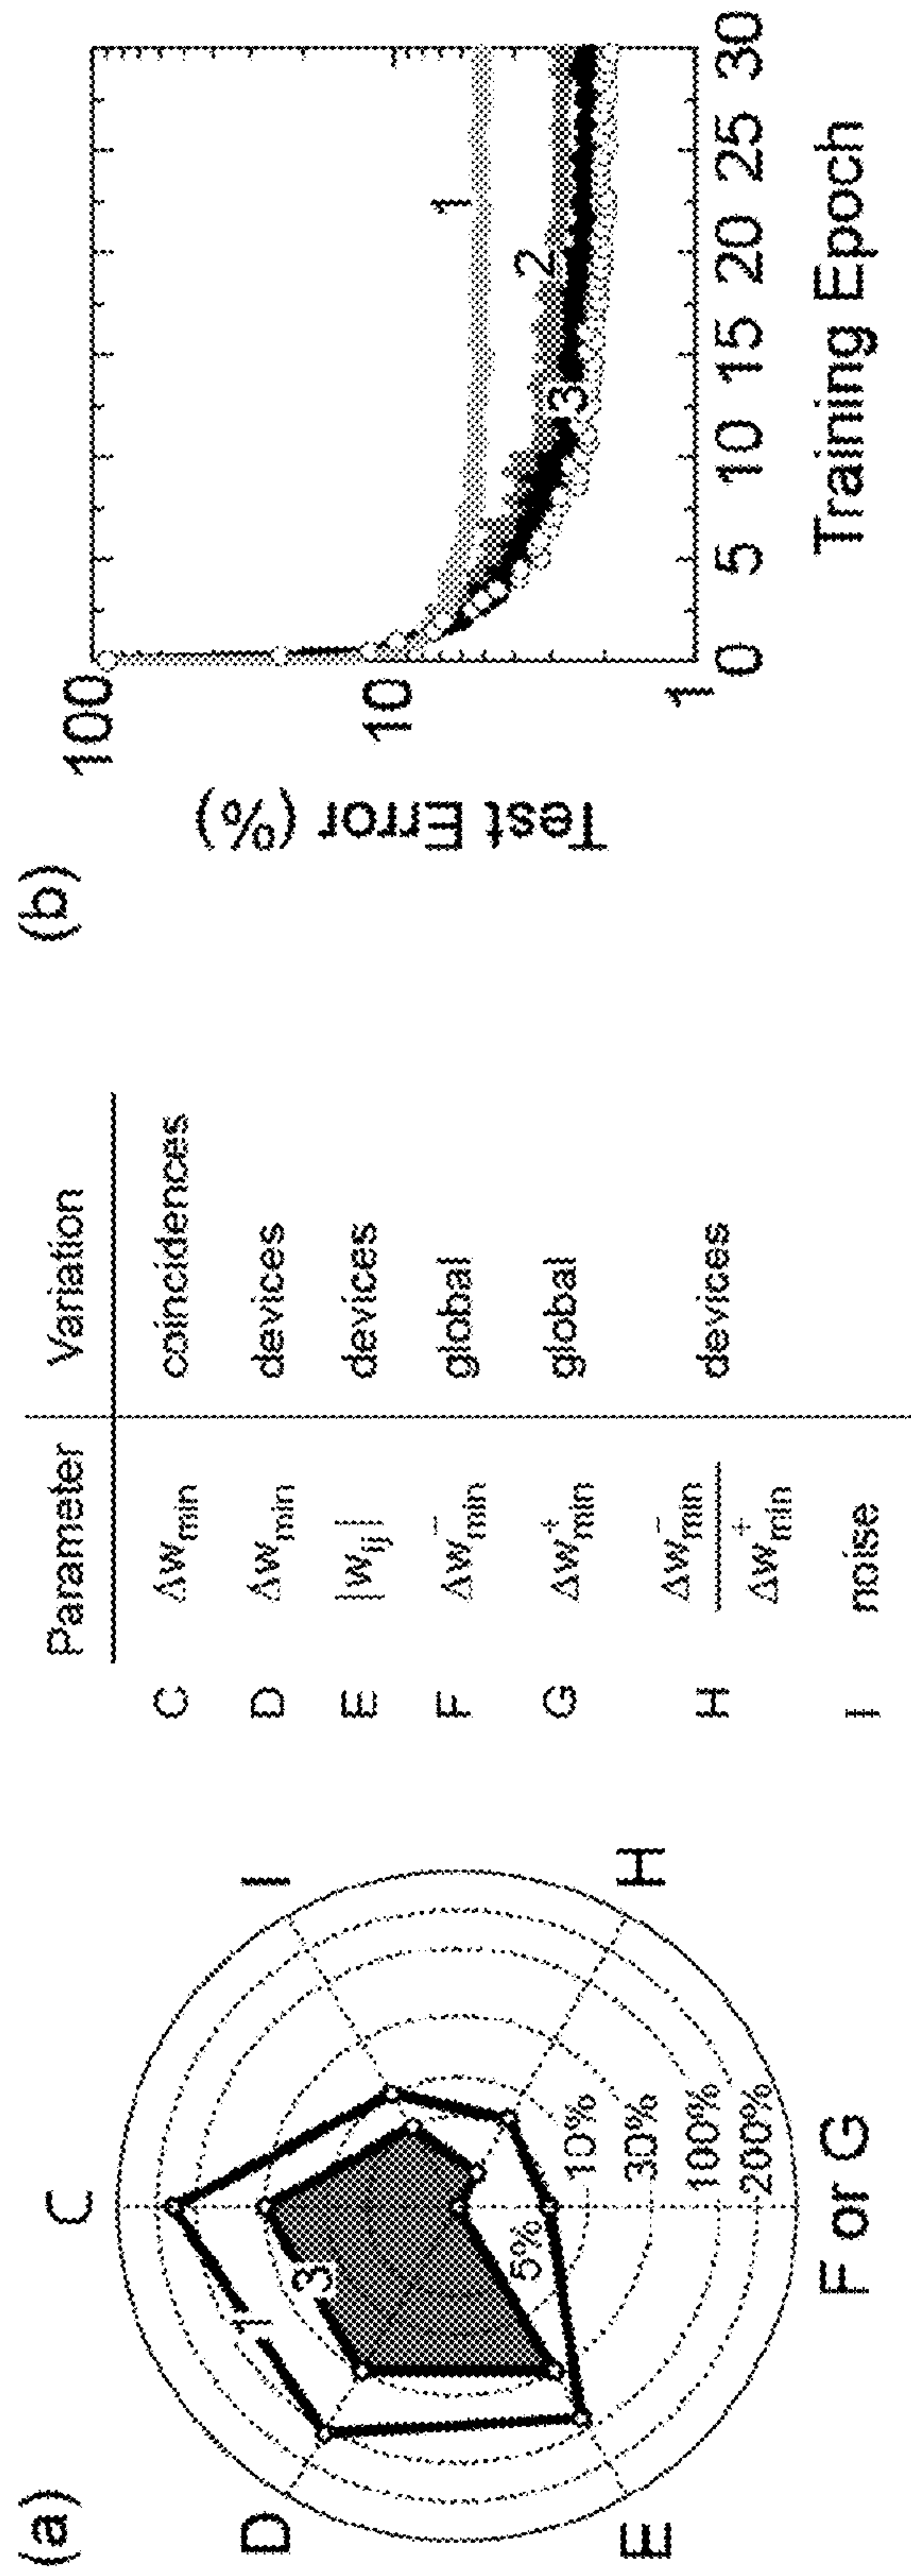 (a)
C
D
I
1
3
5%
10%
30%
100%
200%
E
H
F or G
Parameter Variation
C Δw_min coincidences
D Δw_min devices
E |w_ij| devices
F Δw⁻_min global
G Δw⁺_min global
H Δw⁻_min / Δw⁺_min devices
I noise
(b)
Test Error (%)
100
10
1
1
2
3
0 5 10 15 20 25 30
Training Epoch